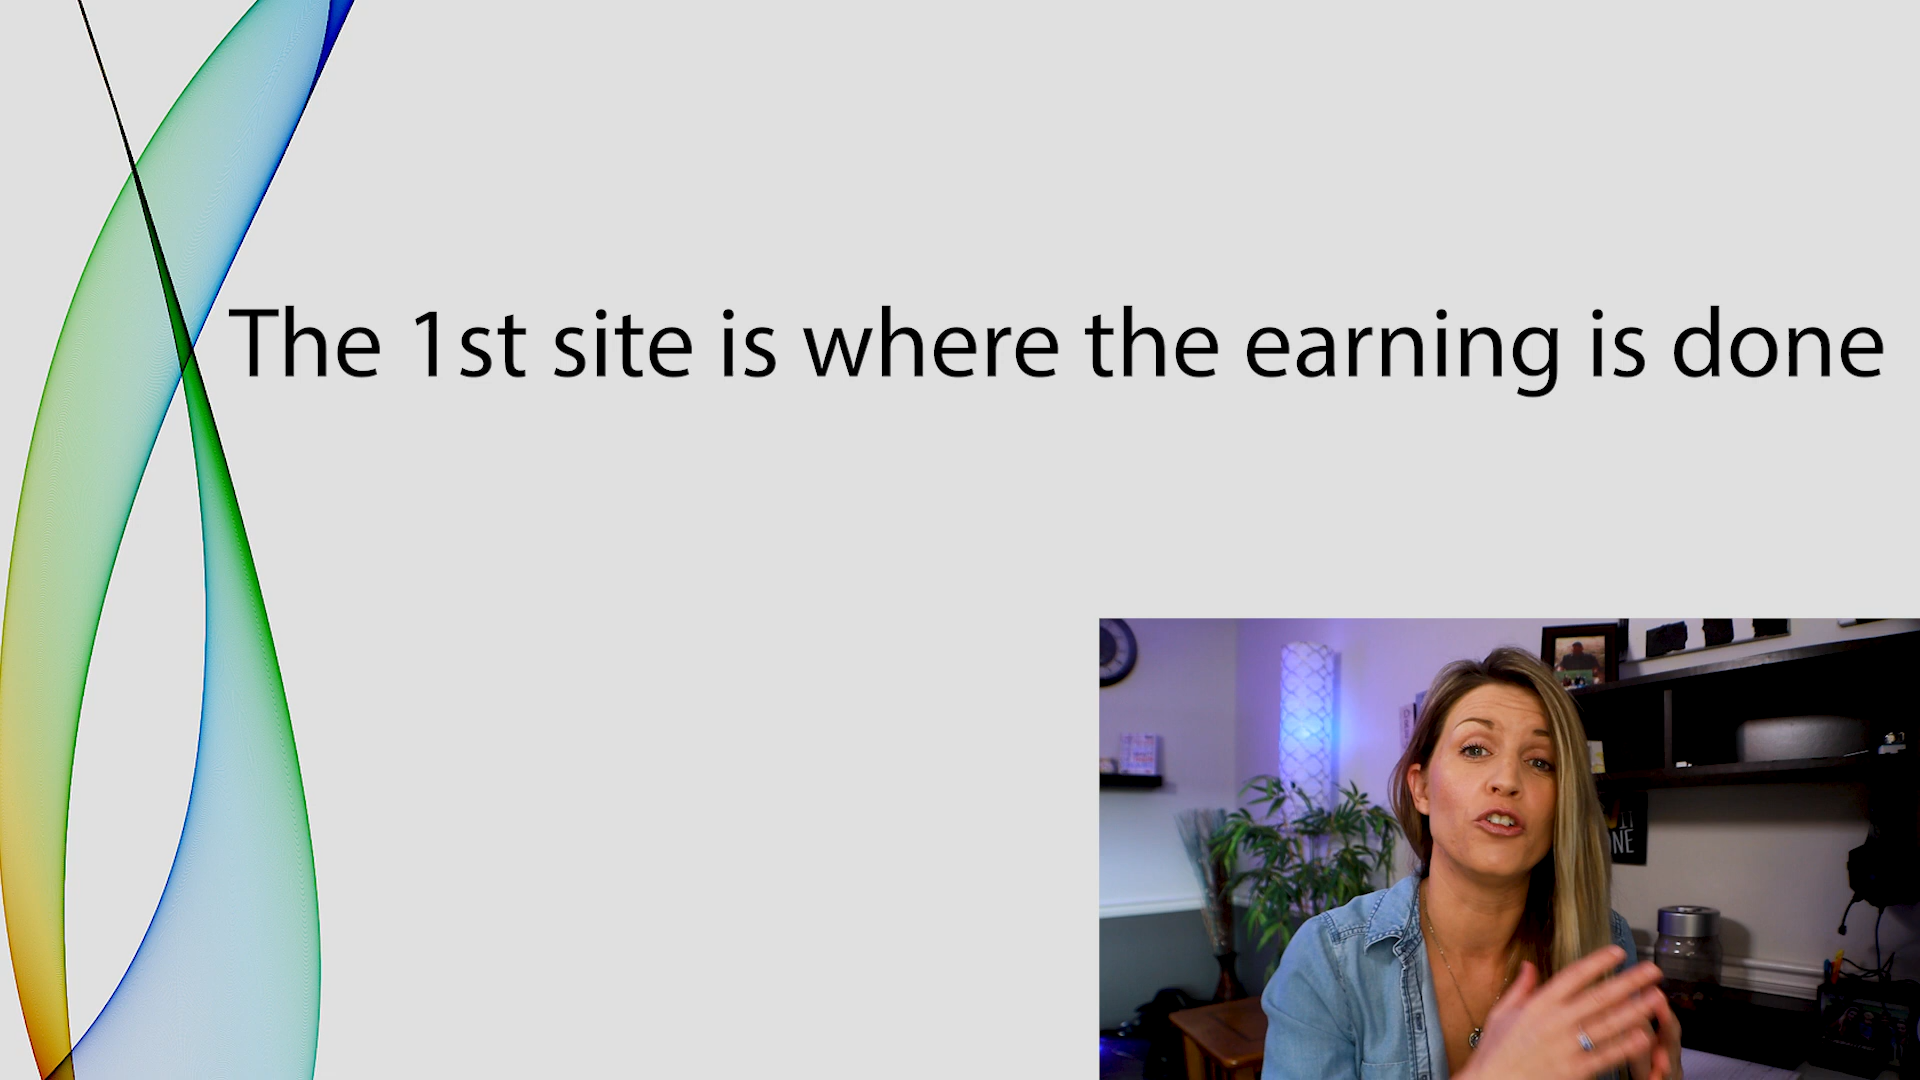 The 1st site is where the earning is done